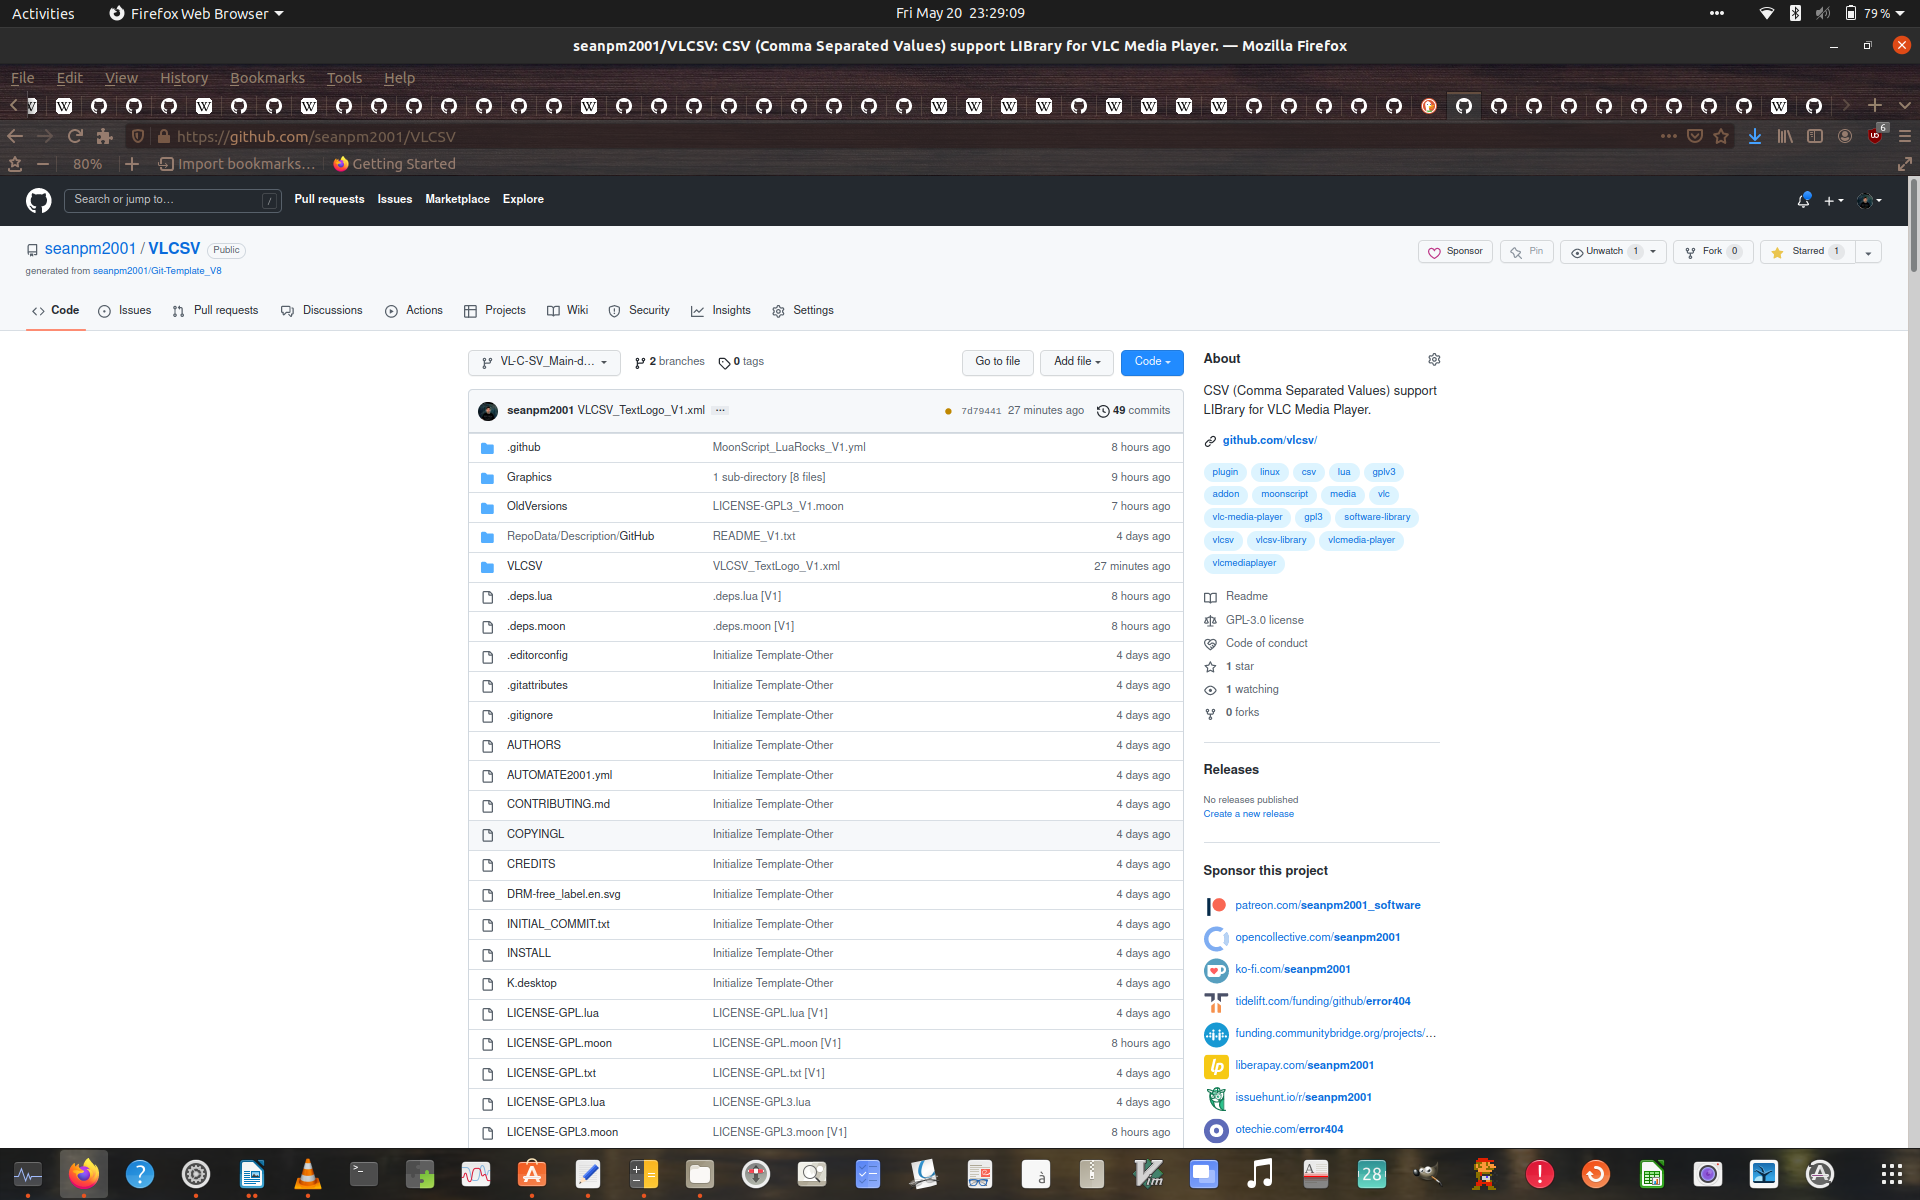 Activities Firefox Web Browser Fri May 20 23:29:09 79 %
seanpm2001/VLCSV: CSV (Comma Separated Values) support LIBrary for VLC Media Player. — Mozilla Firefox
File Edit View History Bookmarks Tools Help
https://github.com/seanpm2001/VLCSV 6
80% Import bookmarks... Getting Started
Search or jump to... / Pull requests Issues Marketplace Explore
seanpm2001 / VLCSV Public Sponsor Pin Unwatch 1 Fork 0 Starred 1
generated from seanpm2001/Git-Template_V8
Code Issues Pull requests Discussions Actions Projects Wiki Security Insights Settings
VL-C-SV_Main-d... 2 branches 0 tags Go to file Add file Code
seanpm2001 VLCSV_TextLogo_V1.xml ... 7d79441 27 minutes ago 49 commits
.github MoonScript_LuaRocks_V1.yml 8 hours ago
Graphics 1 sub-directory [8 files] 9 hours ago
OldVersions LICENSE-GPL3_V1.moon 7 hours ago
RepoData/Description/GitHub README_V1.txt 4 days ago
VLCSV VLCSV_TextLogo_V1.xml 27 minutes ago
.deps.lua .deps.lua [V1] 8 hours ago
.deps.moon .deps.moon [V1] 8 hours ago
.editorconfig Initialize Template-Other 4 days ago
.gitattributes Initialize Template-Other 4 days ago
.gitignore Initialize Template-Other 4 days ago
AUTHORS Initialize Template-Other 4 days ago
AUTOMATE2001.yml Initialize Template-Other 4 days ago
CONTRIBUTING.md Initialize Template-Other 4 days ago
COPYINGL Initialize Template-Other 4 days ago
CREDITS Initialize Template-Other 4 days ago
DRM-free_label.en.svg Initialize Template-Other 4 days ago
INITIAL_COMMIT.txt Initialize Template-Other 4 days ago
INSTALL Initialize Template-Other 4 days ago
K.desktop Initialize Template-Other 4 days ago
LICENSE-GPL.lua LICENSE-GPL.lua [V1] 4 days ago
LICENSE-GPL.moon LICENSE-GPL.moon [V1] 8 hours ago
LICENSE-GPL.txt LICENSE-GPL.txt [V1] 4 days ago
LICENSE-GPL3.lua LICENSE-GPL3.lua 4 days ago
LICENSE-GPL3.moon LICENSE-GPL3.moon [V1] 8 hours ago
About
CSV (Comma Separated Values) support
LIBrary for VLC Media Player.
github.com/vlcsv/
plugin linux csv lua gplv3
addon moonscript media vlc
vlc-media-player gpl3 software-library
vlcsv vlcsv-library vlcmedia-player
vlcmediaplayer
Readme
GPL-3.0 license
Code of conduct
1 star
1 watching
0 forks
Releases
No releases published
Create a new release
Sponsor this project
patreon.com/seanpm2001_software
opencollective.com/seanpm2001
ko-fi.com/seanpm2001
tidelift.com/funding/github/error404
funding.communitybridge.org/projects/...
liberapay.com/seanpm2001
issuehunt.io/r/seanpm2001
otechie.com/error404
28